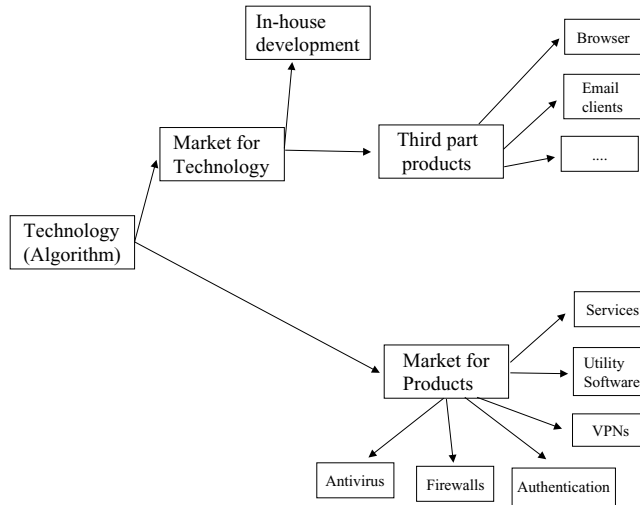 In-house
development
Browser
Email
clients
Market for
Technology
Third part
products
....
Technology
(Algorithm)
Services
Market for
Products
Utility
Software
VPNs
Antivirus
Firewalls
Authentication